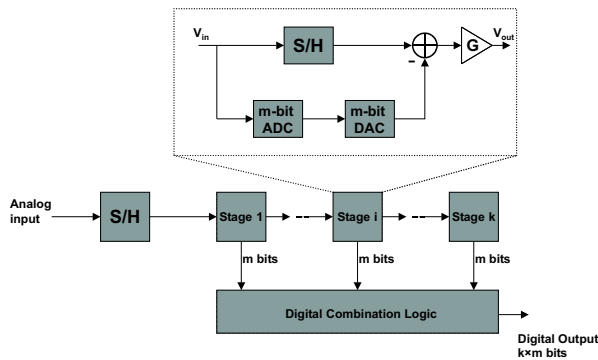 V_in
S/H
-
G
V_out
m-bit
ADC
m-bit
DAC
Analog
input
S/H
Stage 1
Stage i
Stage k
m bits
m bits
m bits
Digital Combination Logic
Digital Output
k×m bits